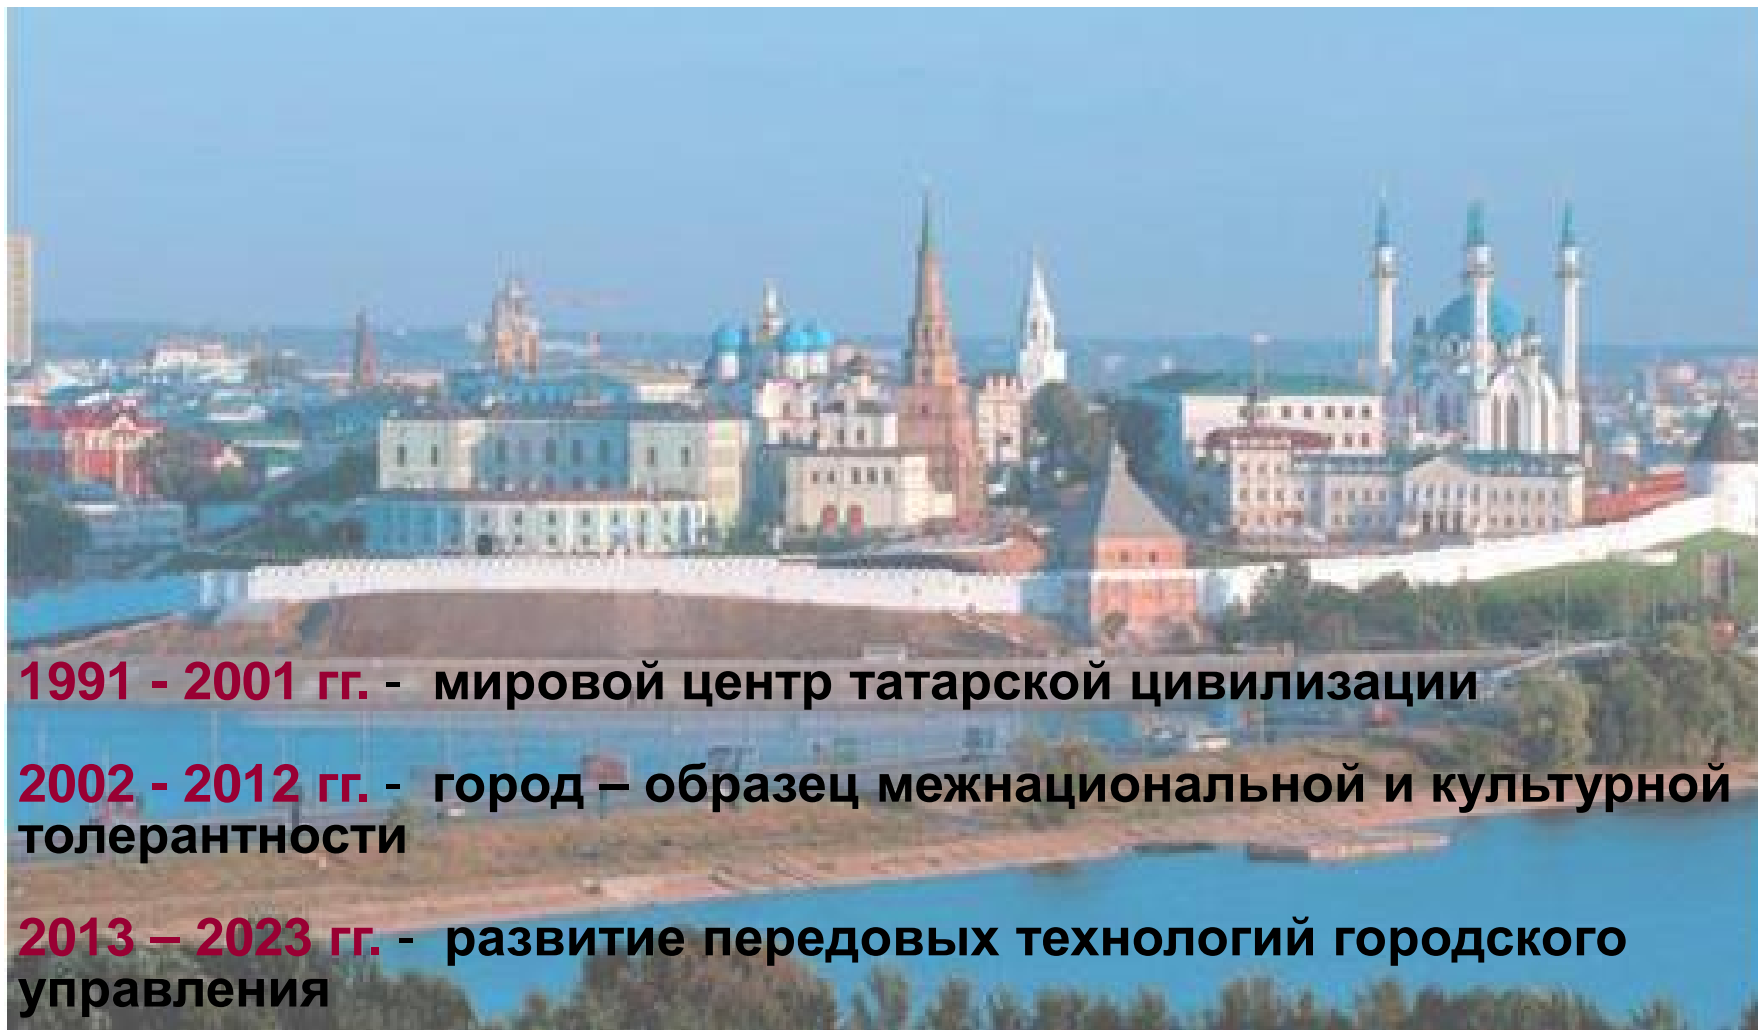 1991 - 2001 гг. - мировой центр татарской цивилизации
2002 - 2012 гг. - город – образец межнациональной и культурной
толерантности
2013 – 2023 гг. - развитие передовых технологий городского
управления